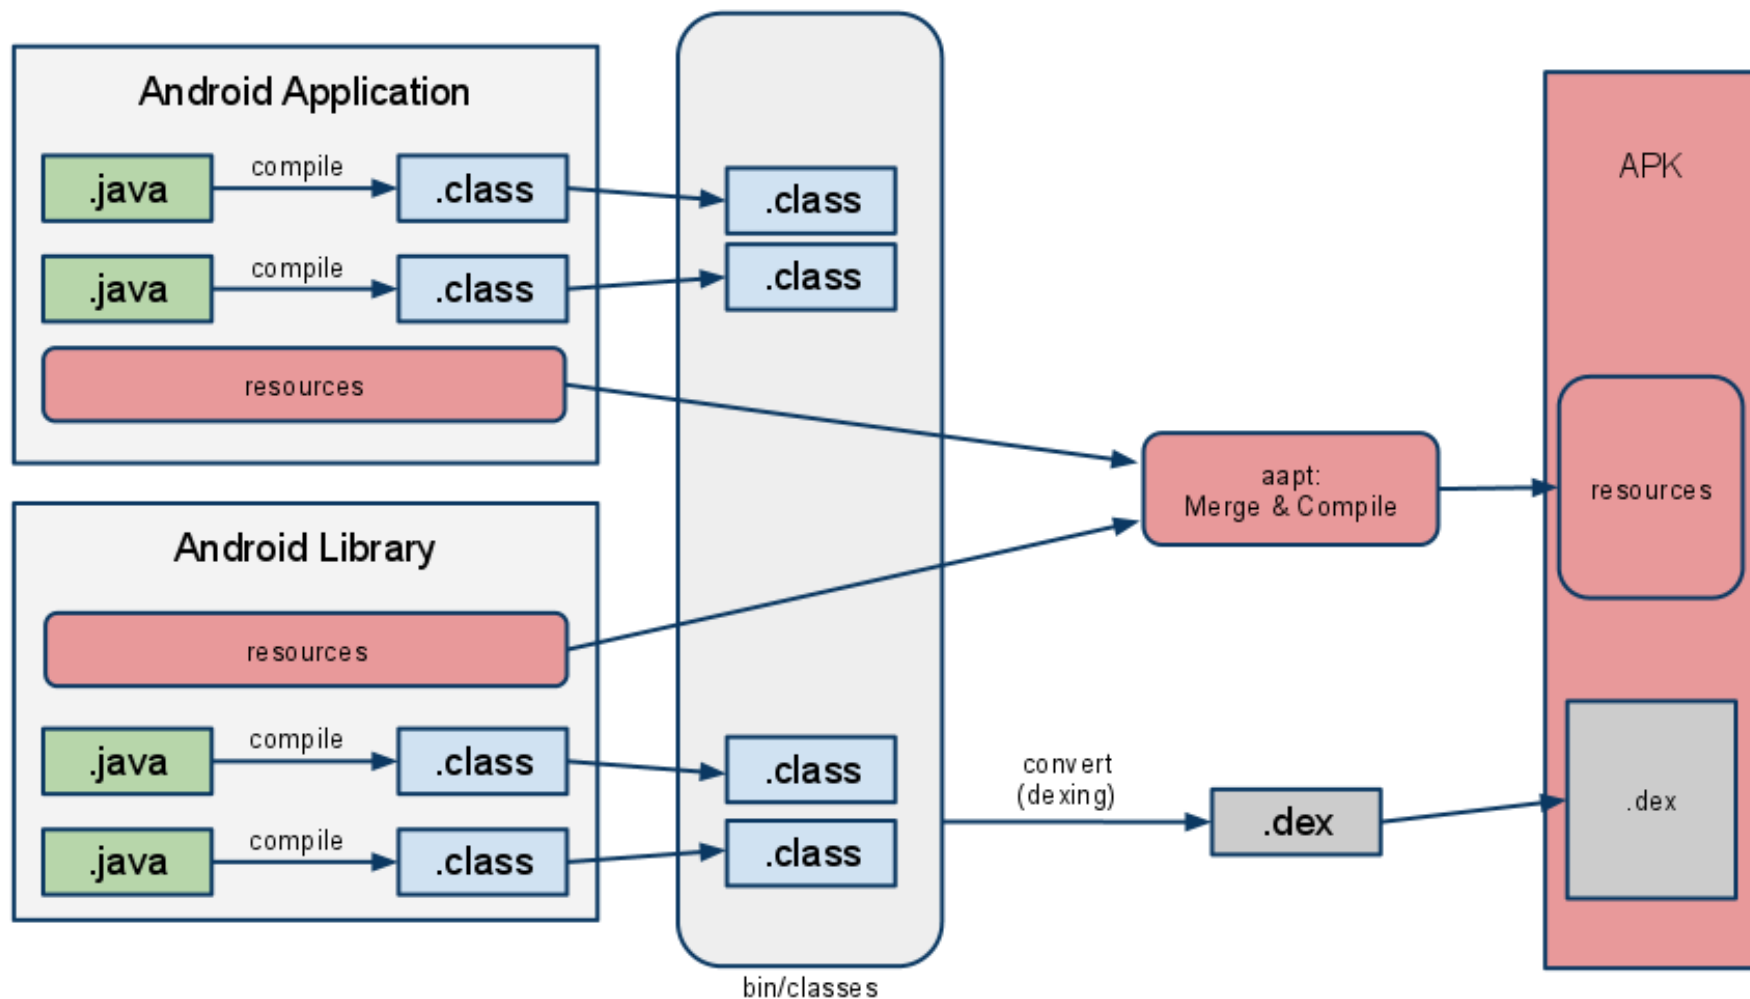 Android Application
.java
compile
.class
.java
compile
.class
resources
Android Library
resources
.java
compile
.class
.java
compile
.class
.class
.class
.class
.class
bin/classes
aapt:
Merge & Compile
convert
(dexing)
.dex
APK
resources
.dex